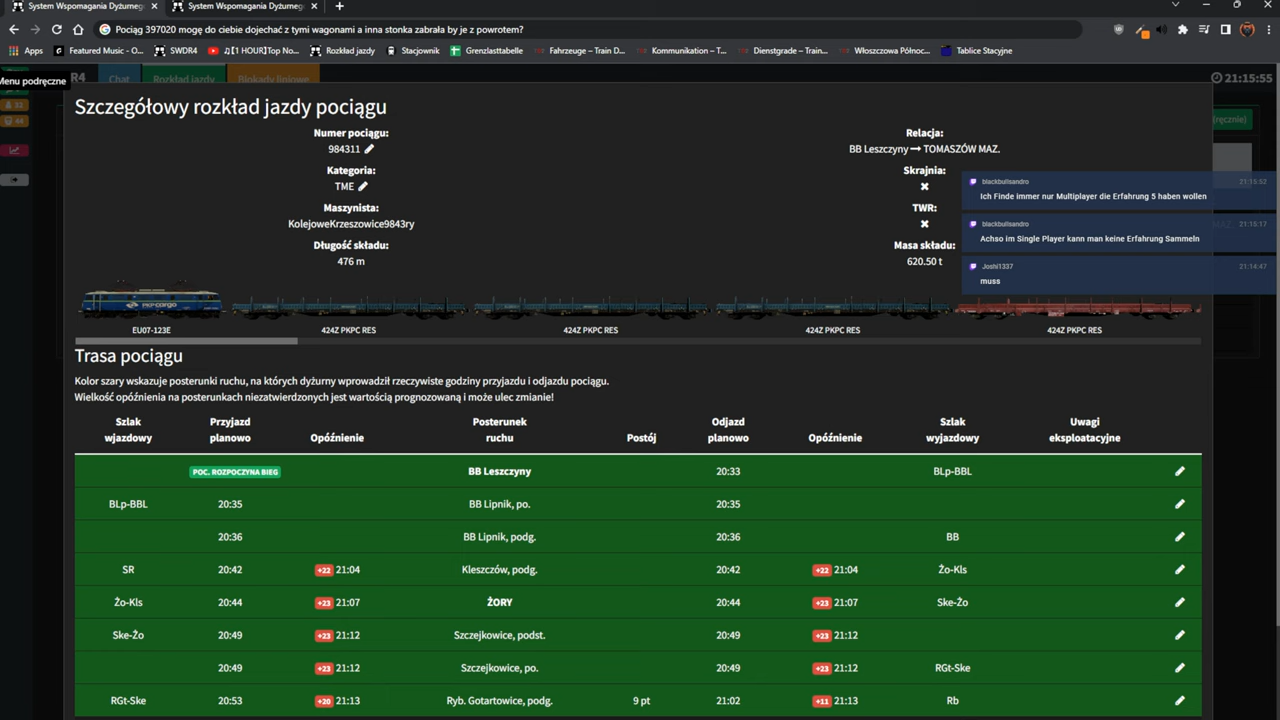 System Wspomagania Dyżurnego
System Wspomagania Dyżurnego
Pociąg 397020 mogę do ciebie dojechać z tymi wagonami a inna stonka zabrała by je z powrotem?
Apps
Featured Music - O...
SWDR4
♫[1 HOUR]Top No...
Rozkład jazdy
Stacjownik
Grenzlasttabelle
Fahrzeuge – Train D...
Kommunikation – T...
Dienstgrade – Train...
Włoszczowa Północ...
Tablice Stacyjne
Menu podręczne
R4
Chat
Rozkład jazdy
Blokady liniowe
21:15:55
33
44
(ręcznie)
Szczegółowy rozkład jazdy pociągu
Numer pociągu:
984311
Kategoria:
TME
Maszynista:
KolejoweKrzeszowice9843ry
Długość składu:
476 m
Relacja:
BB Leszczyny → TOMASZÓW MAZ.
Skrajnia:
TWR:
Masa składu:
620.50 t
blackbullsandro 21:15:52
Ich Finde immer nur Multiplayer die Erfahrung 5 haben wollen
blackbullsandro 21:15:17
Achso im Single Player kann man keine Erfahrung Sammeln
Joshi1337 21:14:47
muss
EU07-123E
424Z PKPC RES
424Z PKPC RES
424Z PKPC RES
424Z PKPC RES
Trasa pociągu
Kolor szary wskazuje posterunki ruchu, na których dyżurny wprowadził rzeczywiste godziny przyjazdu i odjazdu pociągu.
Wielkość opóźnienia na posterunkach niezatwierdzonych jest wartością prognozowaną i może ulec zmianie!
Szlak wjazdowy Przyjazd planowo Opóźnienie Posterunek ruchu Postój Odjazd planowo Opóźnienie Szlak wyjazdowy Uwagi eksploatacyjne
POC. ROZPOCZYNA BIEG BB Leszczyny 20:33 BLp-BBL
BLp-BBL 20:35 BB Lipnik, po. 20:35
20:36 BB Lipnik, podg. 20:36 BB
SR 20:42 +22 21:04 Kleszczów, podg. 20:42 +22 21:04 Żo-Kls
Żo-Kls 20:44 +23 21:07 ŻORY 20:44 +23 21:07 Ske-Żo
Ske-Żo 20:49 +23 21:12 Szczejkowice, podst. 20:49 +23 21:12
20:49 +23 21:12 Szczejkowice, po. 20:49 +23 21:12 RGt-Ske
RGt-Ske 20:53 +20 21:13 Ryb. Gotartowice, podg. 9 pt 21:02 +11 21:13 Rb